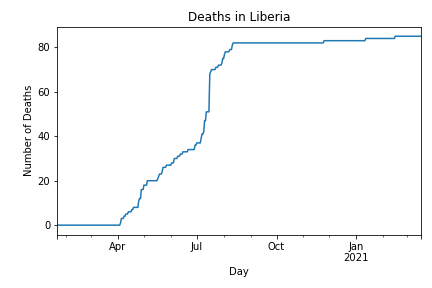 Deaths in Liberia
Number of Deaths
80
60
40
20
0
Apr
Jul
Oct
Jan
2021
Day